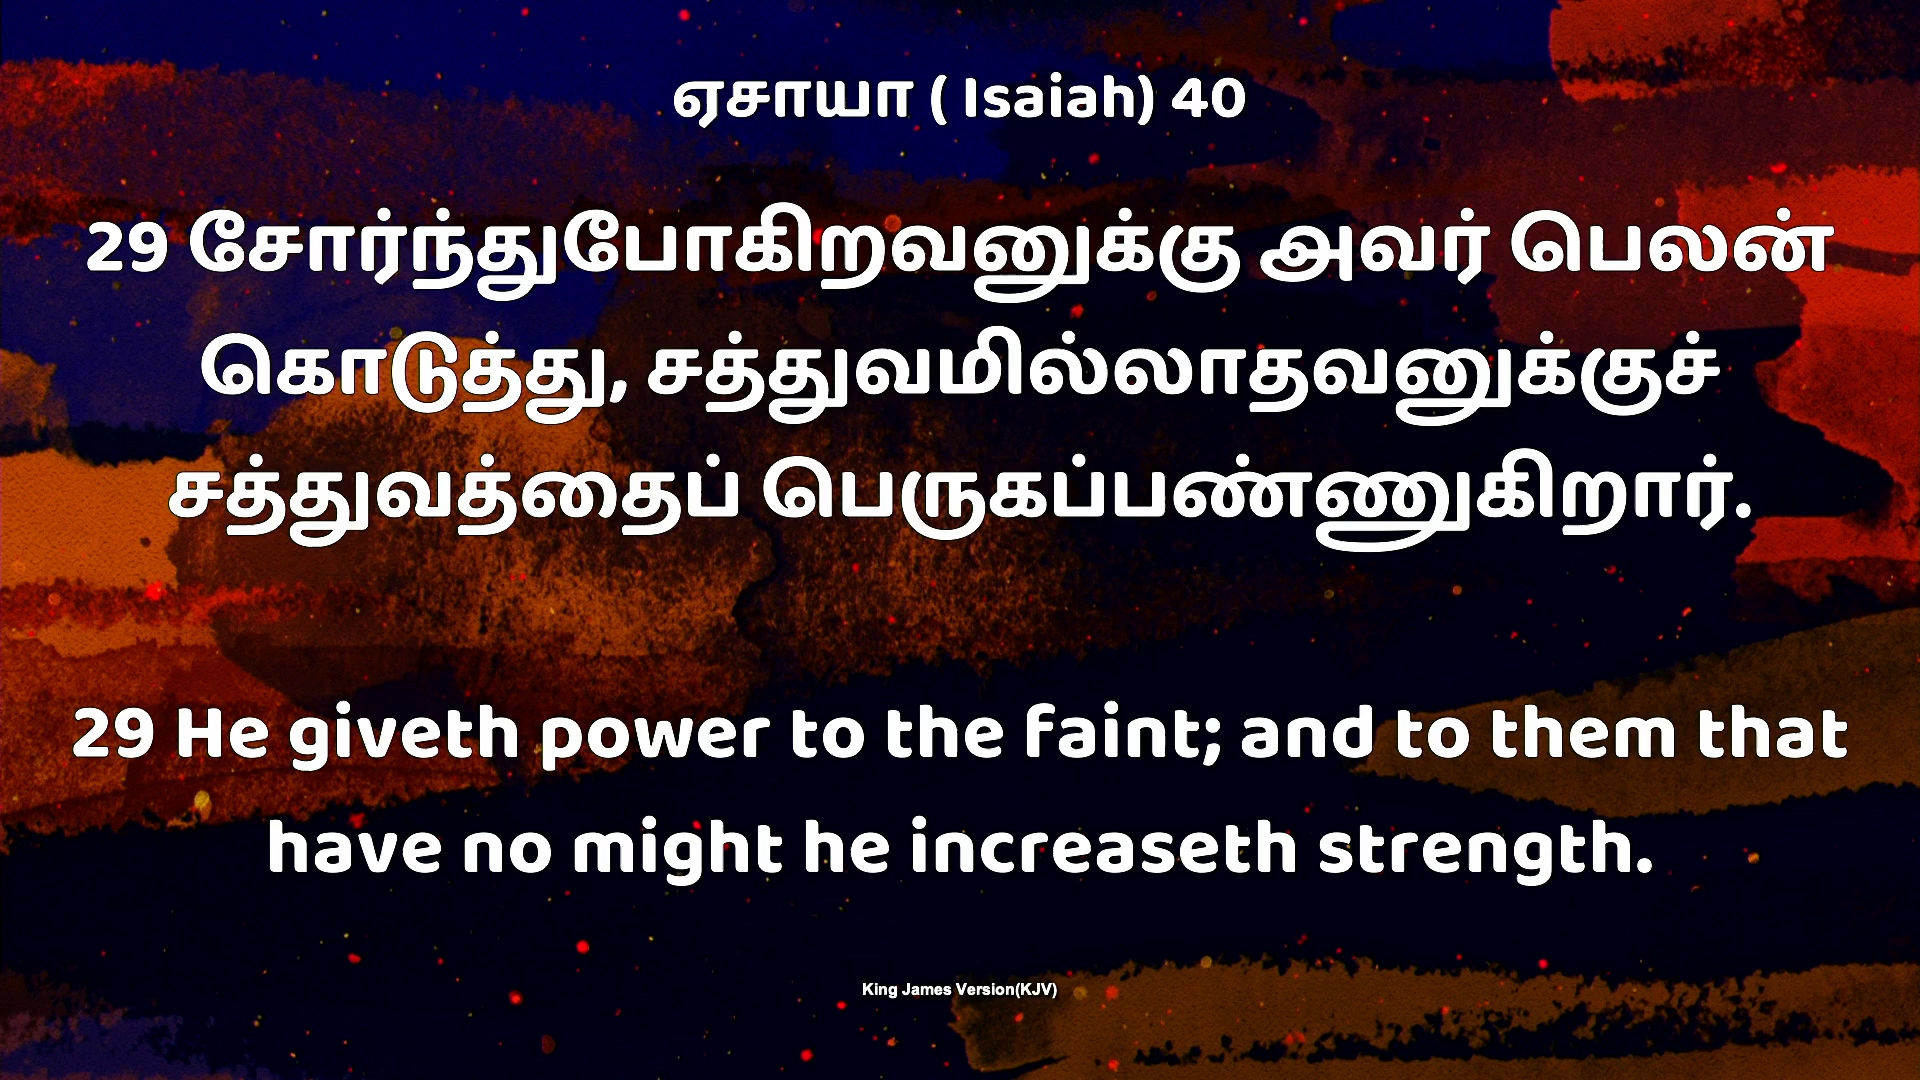 ஏசாயா ( Isaiah) 40
29 சோர்ந்துபோகிறவனுக்கு அவர் பெலன்
கொடுத்து, சத்துவமில்லாதவனுக்குச்
சத்துவத்தைப் பெருகப்பண்ணுகிறார்.
29 He giveth power to the faint; and to them that
have no might he increaseth strength.
King James Version(KJV)